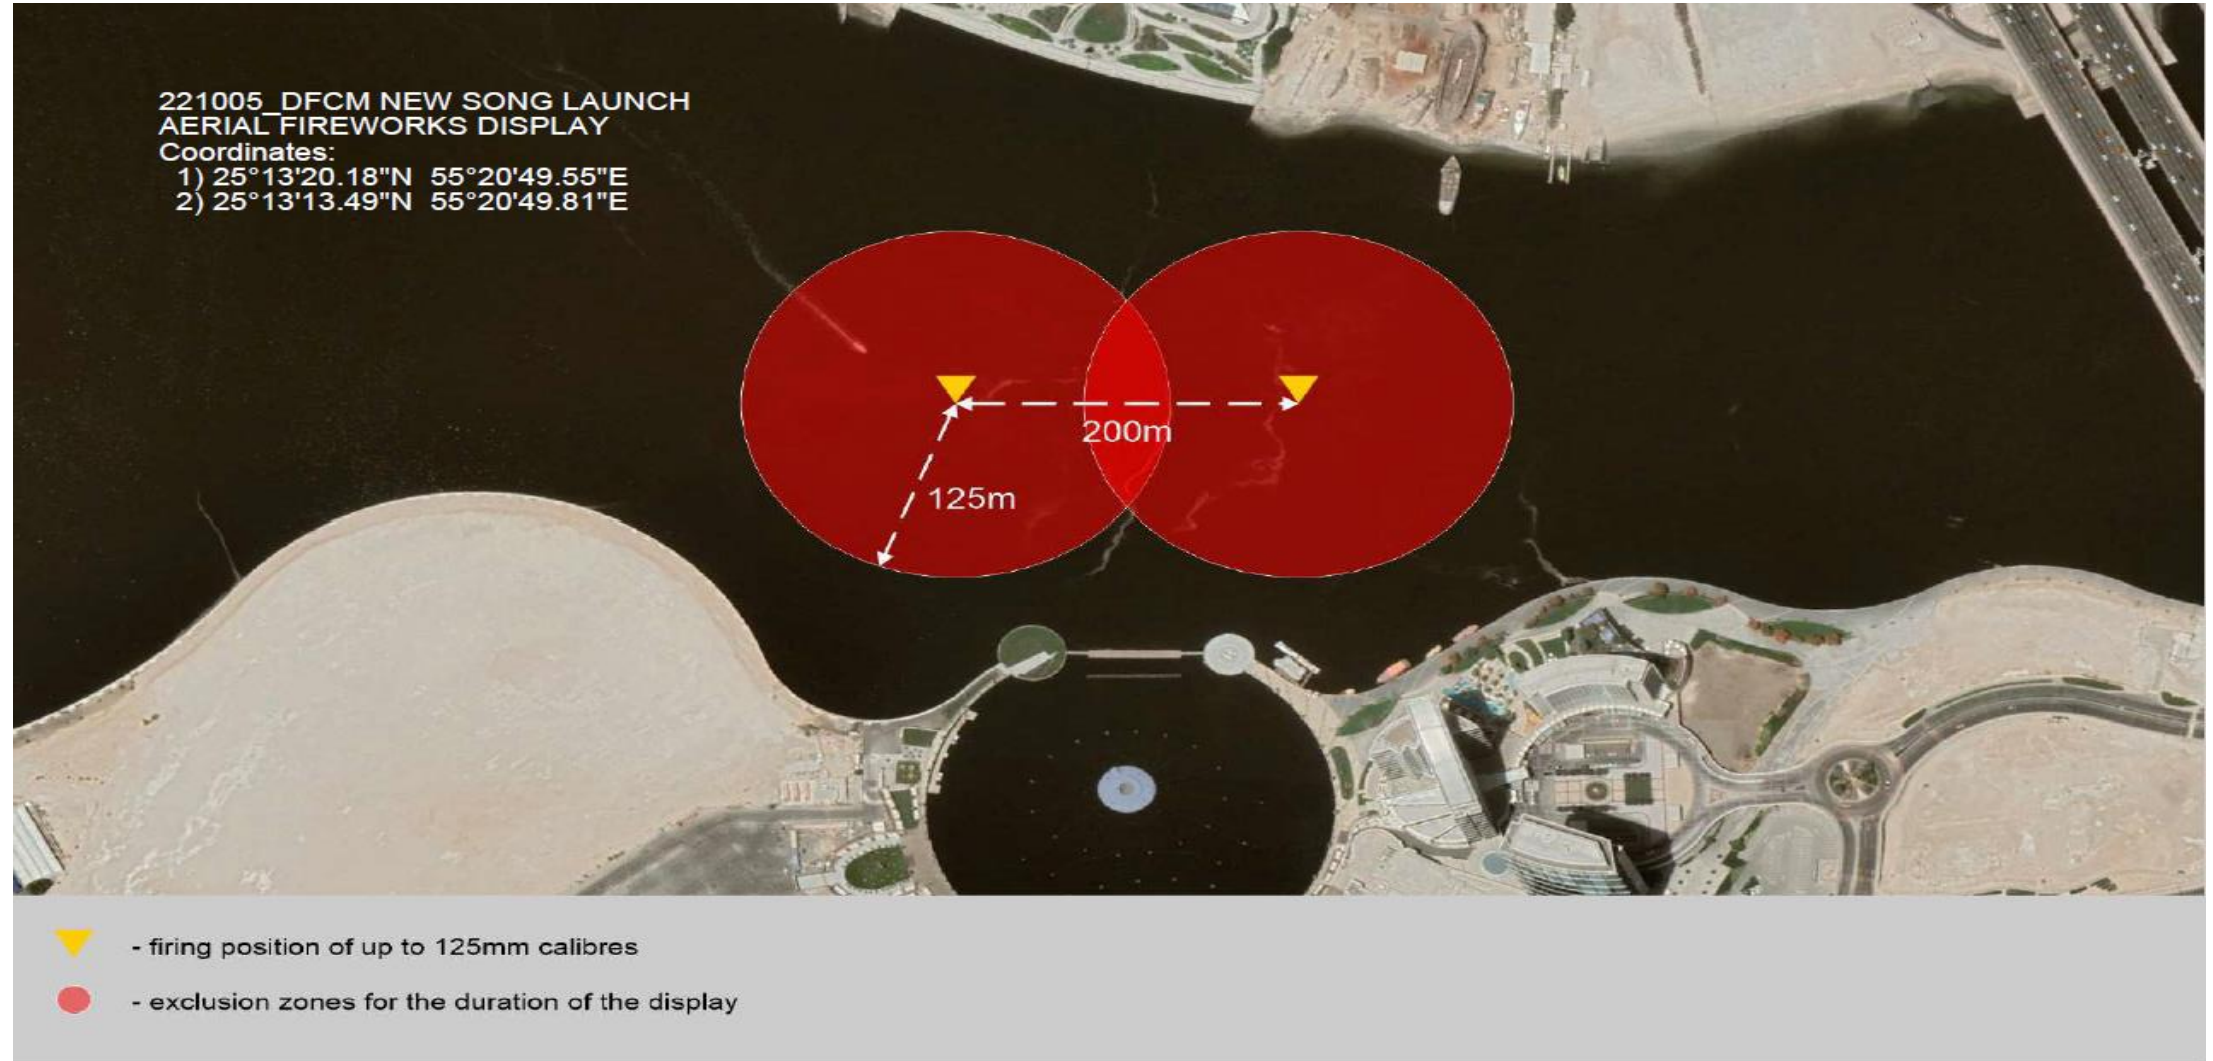 221005_DFCM NEW SONG LAUNCH
AERIAL FIREWORKS DISPLAY
Coordinates:
1) 25°13'20.18"N 55°20'49.55"E
2) 25°13'13.49"N 55°20'49.81"E
200m
125m
- firing position of up to 125mm calibres
- exclusion zones for the duration of the display